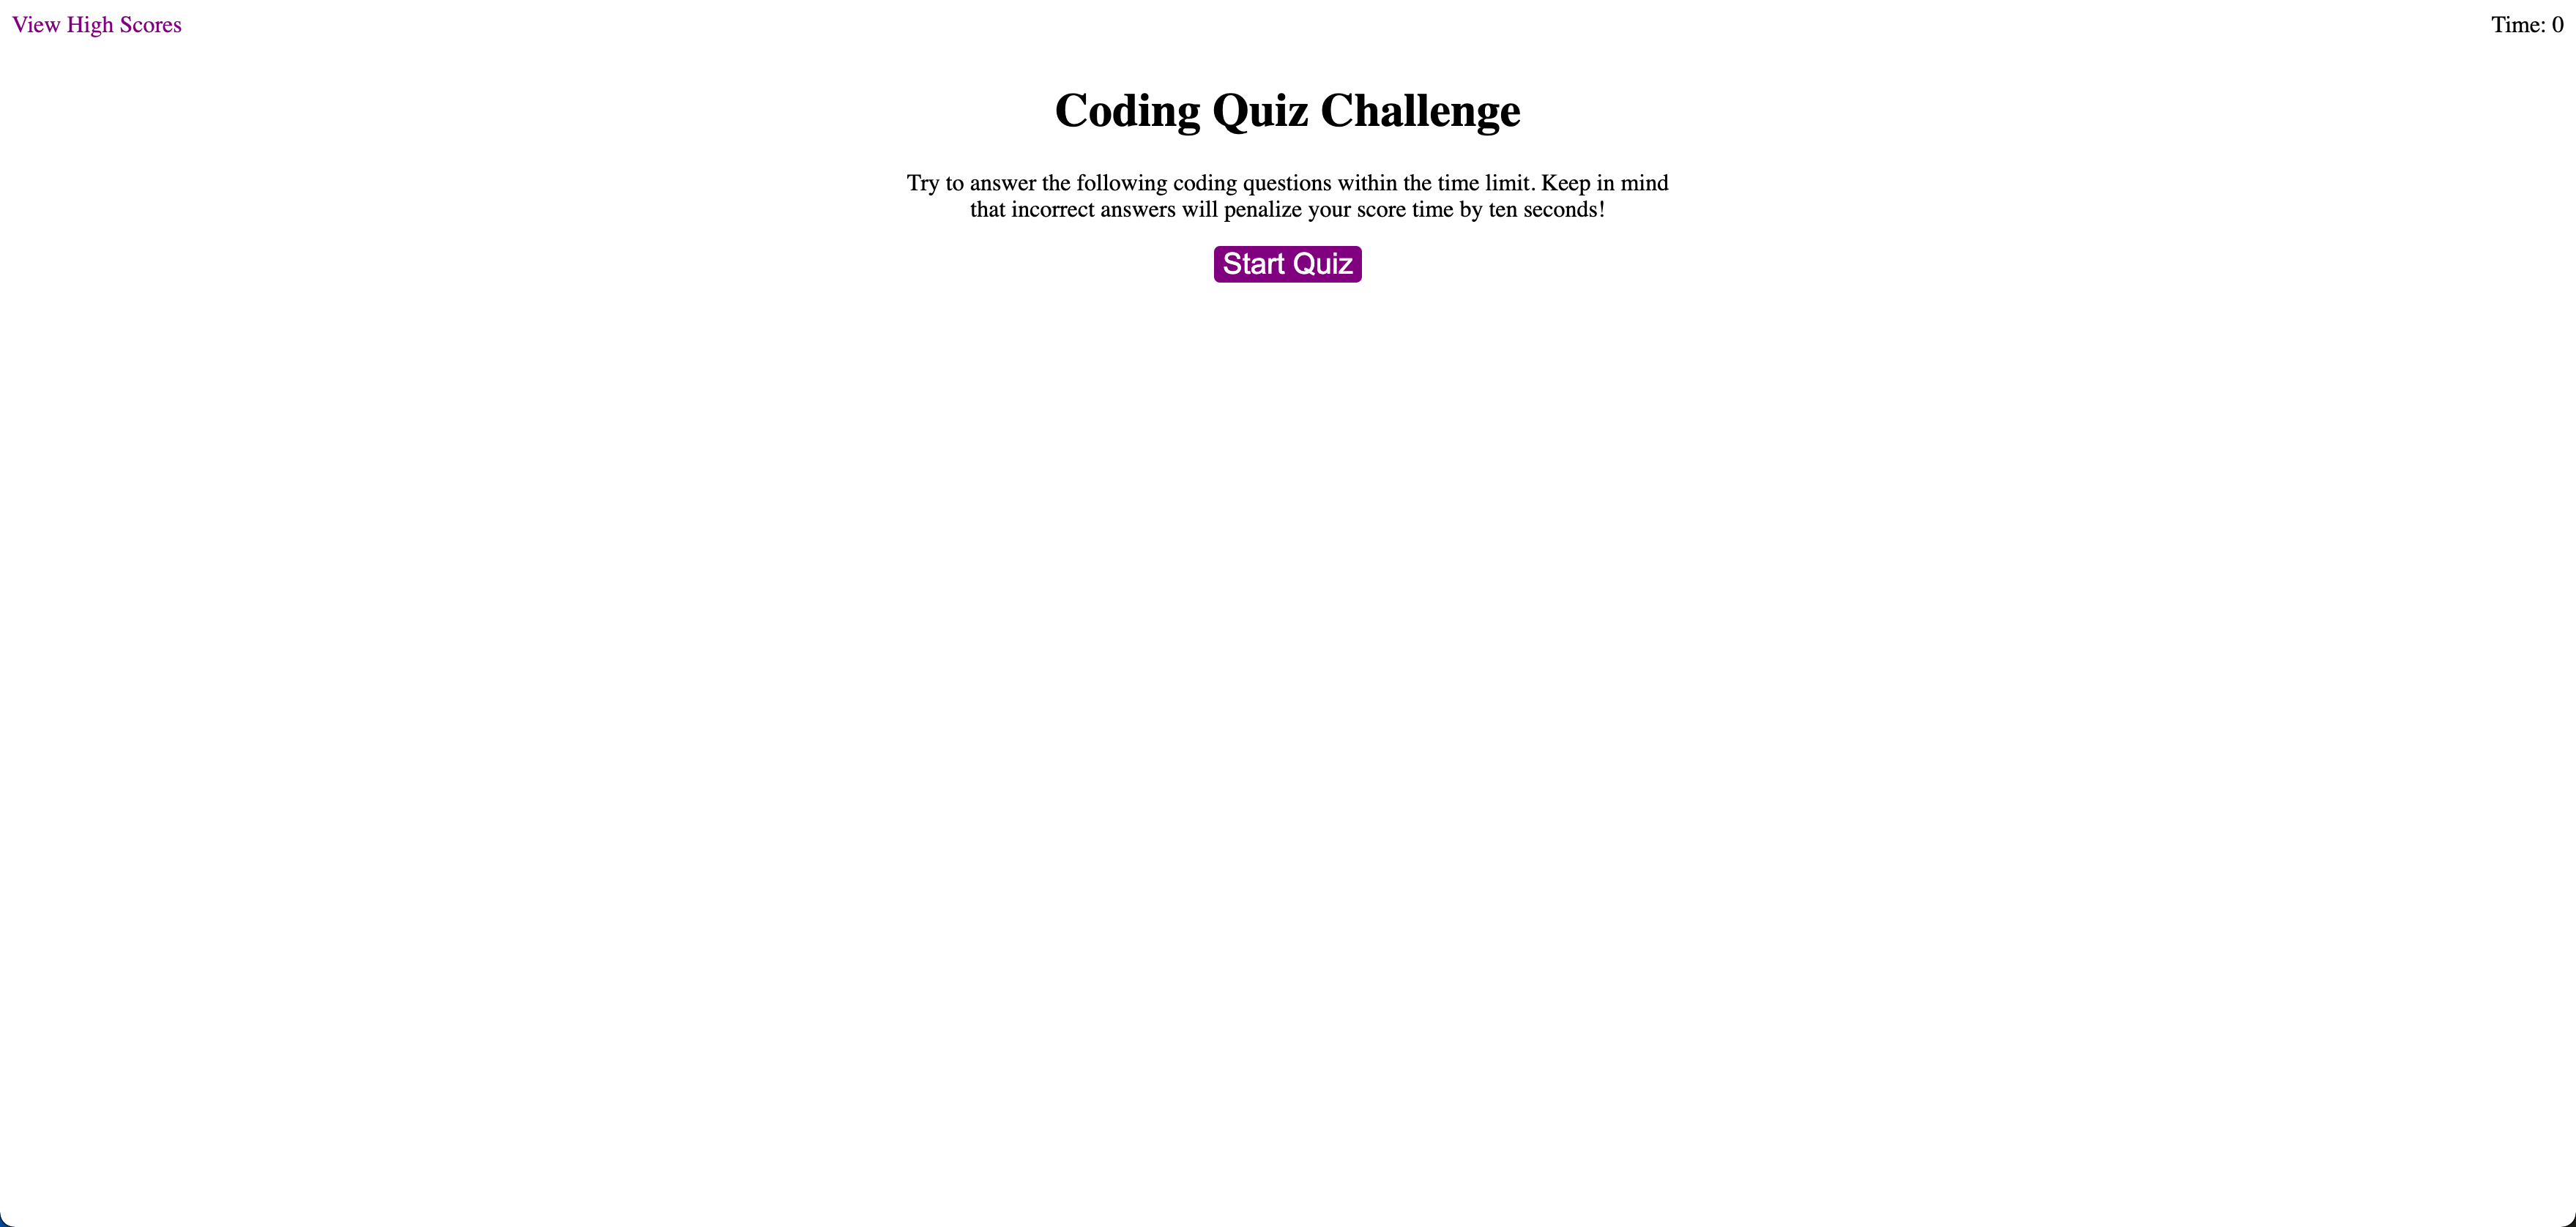 View High Scores
Time: 0
Coding Quiz Challenge
Try to answer the following coding questions within the time limit. Keep in mind
that incorrect answers will penalize your score time by ten seconds!
Start Quiz